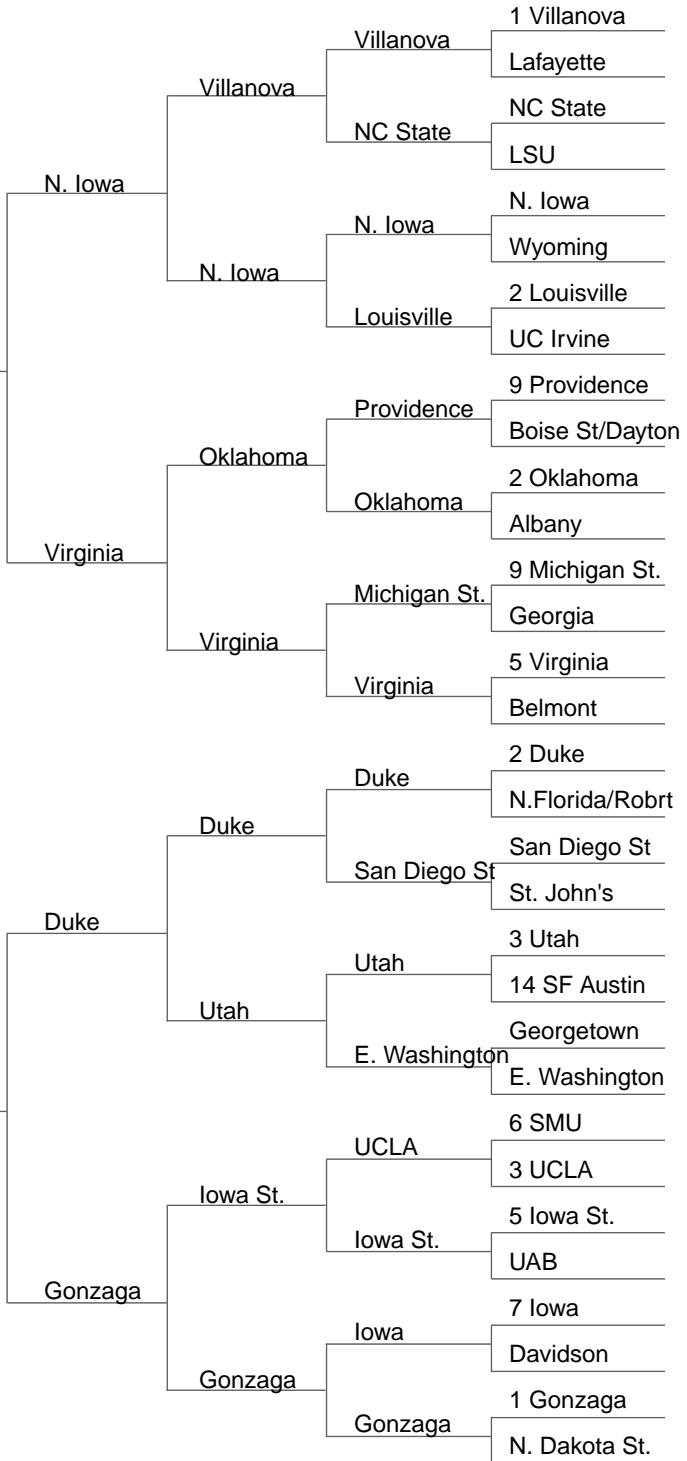 1 Villanova
Villanova
Lafayette
Villanova
NC State
NC State
LSU
N. Iowa
N. Iowa
N. Iowa
Wyoming
N. Iowa
2 Louisville
Louisville
UC Irvine
9 Providence
Providence
Boise St/Dayton
Oklahoma
2 Oklahoma
Oklahoma
Albany
Virginia
9 Michigan St.
Michigan St.
Georgia
Virginia
5 Virginia
Virginia
Belmont
2 Duke
Duke
N.Florida/Robrt
Duke
San Diego St
San Diego St
St. John's
Duke
3 Utah
Utah
14 SF Austin
Utah
Georgetown
E. Washington
E. Washington
6 SMU
UCLA
3 UCLA
Iowa St.
5 Iowa St.
Iowa St.
UAB
Gonzaga
7 Iowa
Iowa
Davidson
Gonzaga
1 Gonzaga
Gonzaga
N. Dakota St.